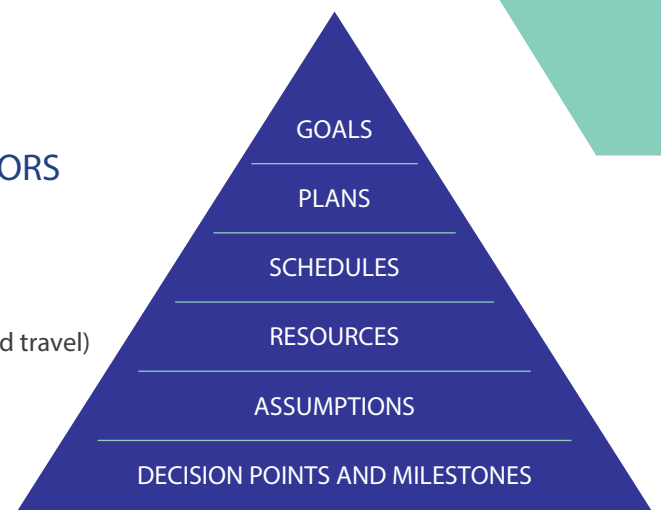 GOALS
ORS
PLANS
SCHEDULES
d travel)
RESOURCES
ASSUMPTIONS
DECISION POINTS AND MILESTONES